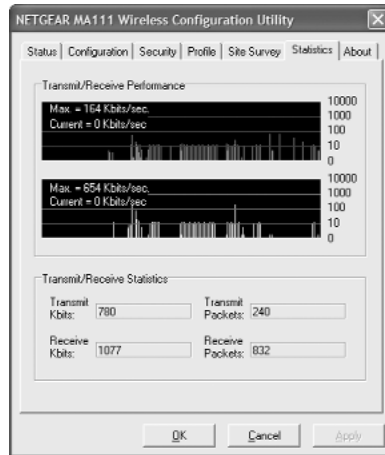 NETGEAR MA111 Wireless Configuration Utility
Status Configuration Security Profile Site Survey Statistics About
Transmit/Receive Performance
Max. = 164 Kbits/sec.
Current = 0 Kbits/sec
10000
1000
100
10
0
Max. = 654 Kbits/sec.
Current = 0 Kbits/sec
10000
1000
100
10
0
Transmit/Receive Statistics
Transmit Kbits: 780
Transmit Packets: 240
Receive Kbits: 1077
Receive Packets: 832
OK Cancel Apply